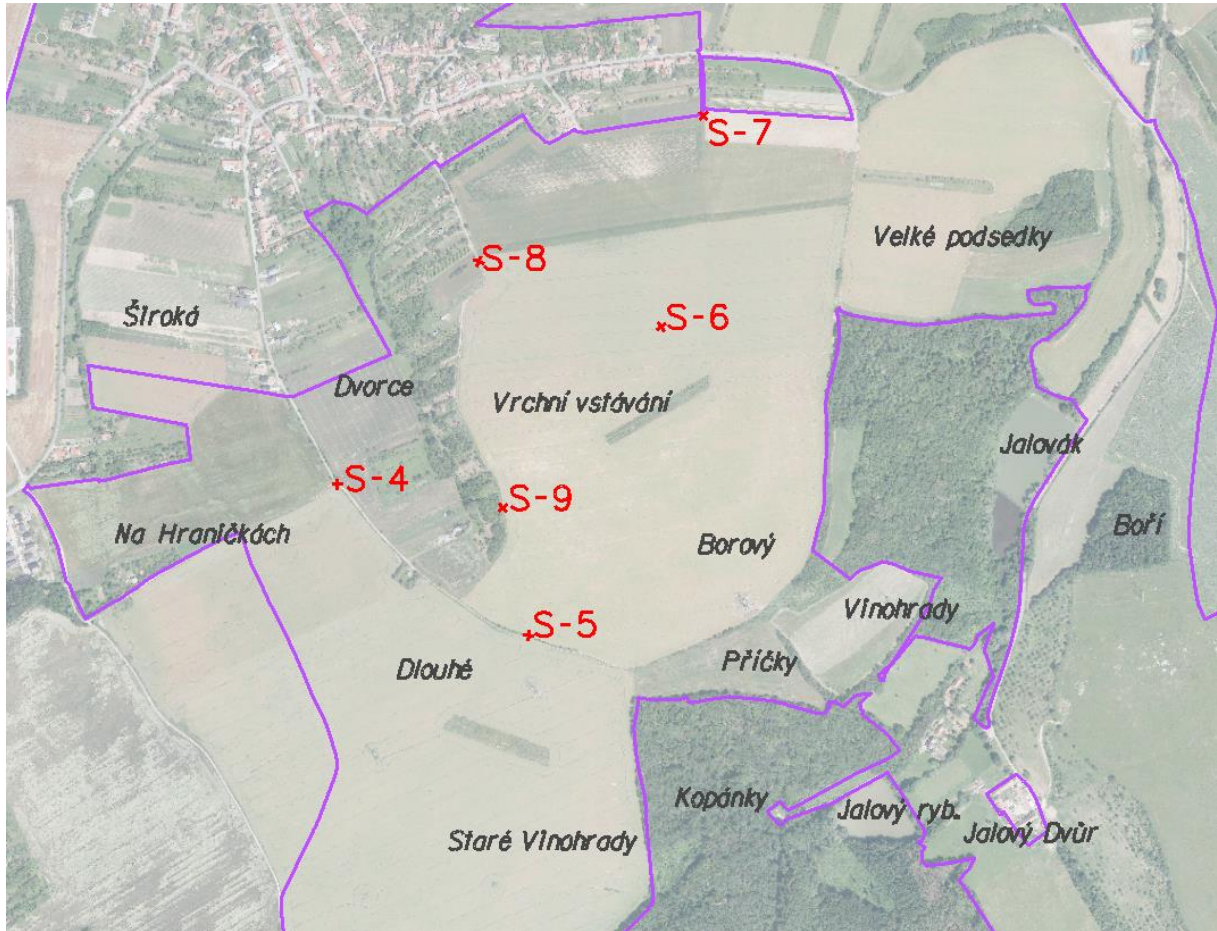 S-7
Velké podsedky
S-8
Široká
S-6
Dvorce
Vrchní vstávání
Jalovák
S-4
S-9
Na Hraničkách
Borový
Boří
Vinohrady
S-5
Dlouhé
Příčky
Kopánky
Jalový ryb.
Jalový Dvůr
Staré Vinohrady